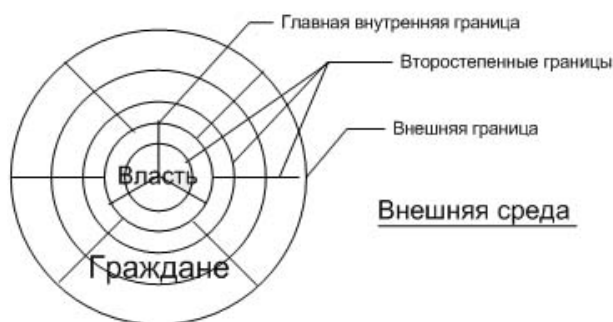 Главная внутренняя граница
Второстепенные границы
Внешняя граница
Власть
Внешняя среда
Граждане